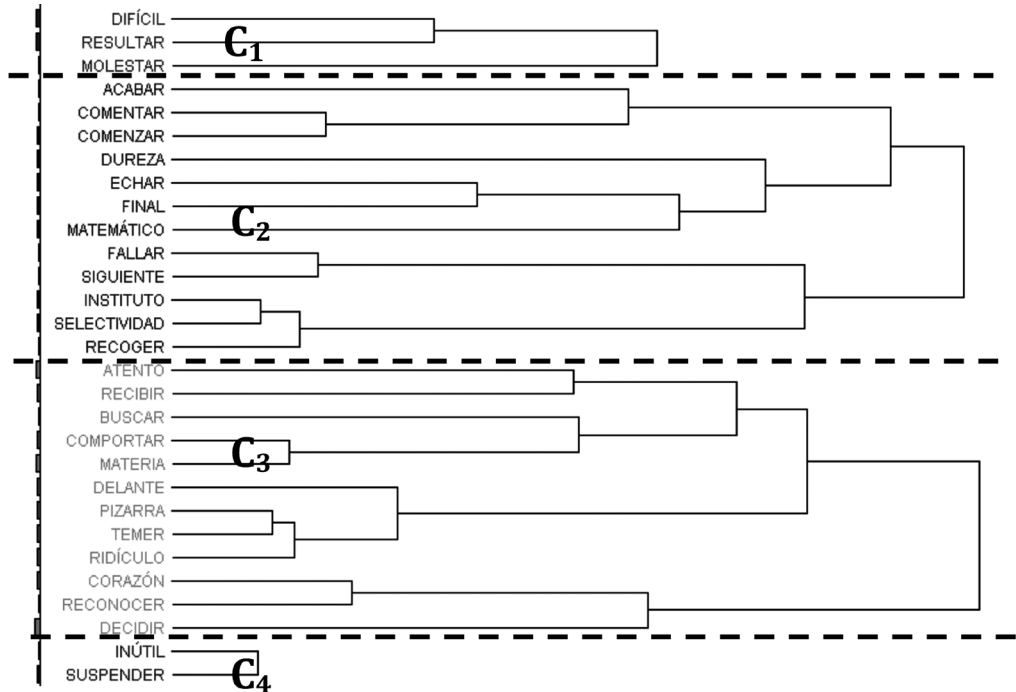 DIFÍCIL
RESULTAR
C₁
MOLESTAR
ACABAR
COMENTAR
COMENZAR
DUREZA
ECHAR
FINAL
C₂
MATEMÁTICO
FALLAR
SIGUIENTE
INSTITUTO
SELECTIVIDAD
RECOGER
ATENTO
RECIBIR
BUSCAR
COMPORTAR
C₃
MATERIA
DELANTE
PIZARRA
TEMER
RIDÍCULO
CORAZÓN
RECONOCER
DECIDIR
INÚTIL
SUSPENDER
C₄